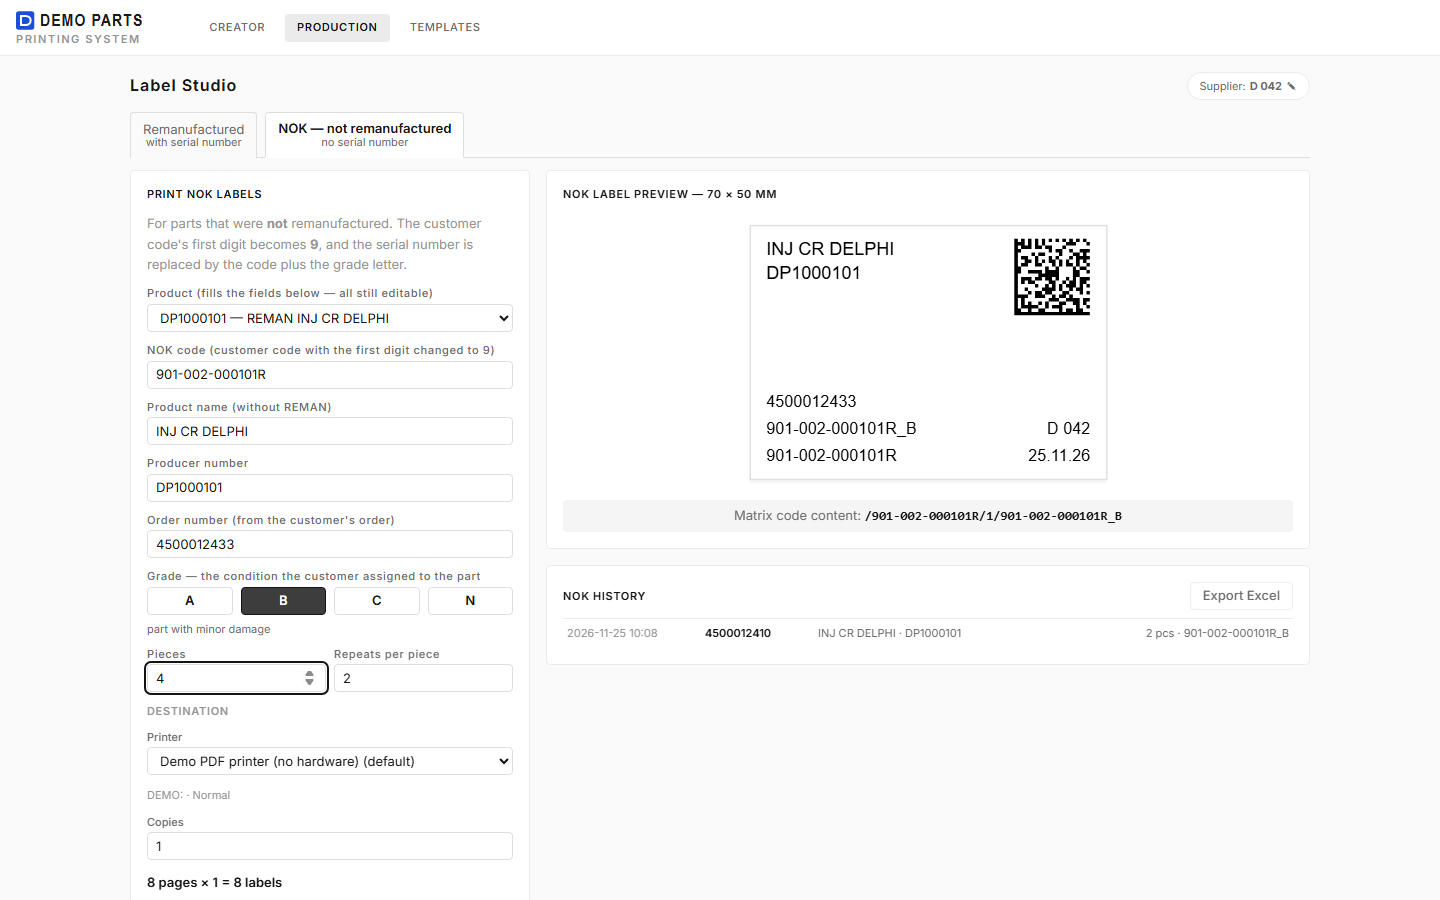 DEMO PARTS
PRINTING SYSTEM
CREATOR
PRODUCTION
TEMPLATES
Label Studio
Supplier: D 042
Remanufactured
with serial number
NOK — not remanufactured
no serial number
PRINT NOK LABELS
For parts that were not remanufactured. The customer
code's first digit becomes 9, and the serial number is
replaced by the code plus the grade letter.
Product (fills the fields below — all still editable)
DP1000101 — REMAN INJ CR DELPHI
NOK code (customer code with the first digit changed to 9)
901-002-000101R
Product name (without REMAN)
INJ CR DELPHI
Producer number
DP1000101
Order number (from the customer's order)
4500012433
Grade — the condition the customer assigned to the part
A B C N
part with minor damage
Pieces
Repeats per piece
4
2
DESTINATION
Printer
Demo PDF printer (no hardware) (default)
DEMO: · Normal
Copies
1
8 pages × 1 = 8 labels
NOK LABEL PREVIEW — 70 × 50 MM
INJ CR DELPHI
DP1000101
4500012433
901-002-000101R_B
D 042
901-002-000101R
25.11.26
Matrix code content: /901-002-000101R/1/901-002-000101R_B
NOK HISTORY
Export Excel
2026-11-25 10:08
4500012410
INJ CR DELPHI · DP1000101
2 pcs · 901-002-000101R_B